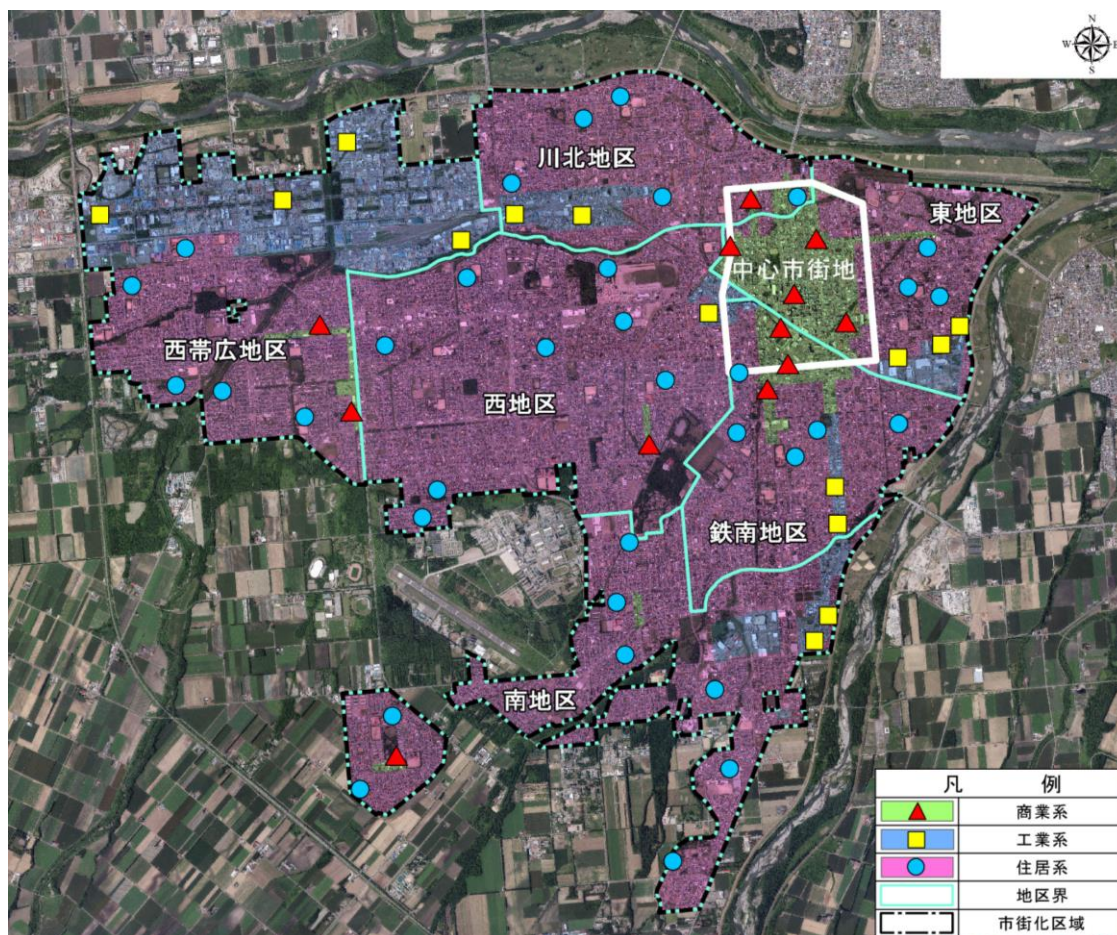 N
W E
S
川北地区
東地区
中心市街地
西帯広地区
西地区
鉄南地区
南地区
凡 例
商業系
工業系
住居系
地区界
市街化区域